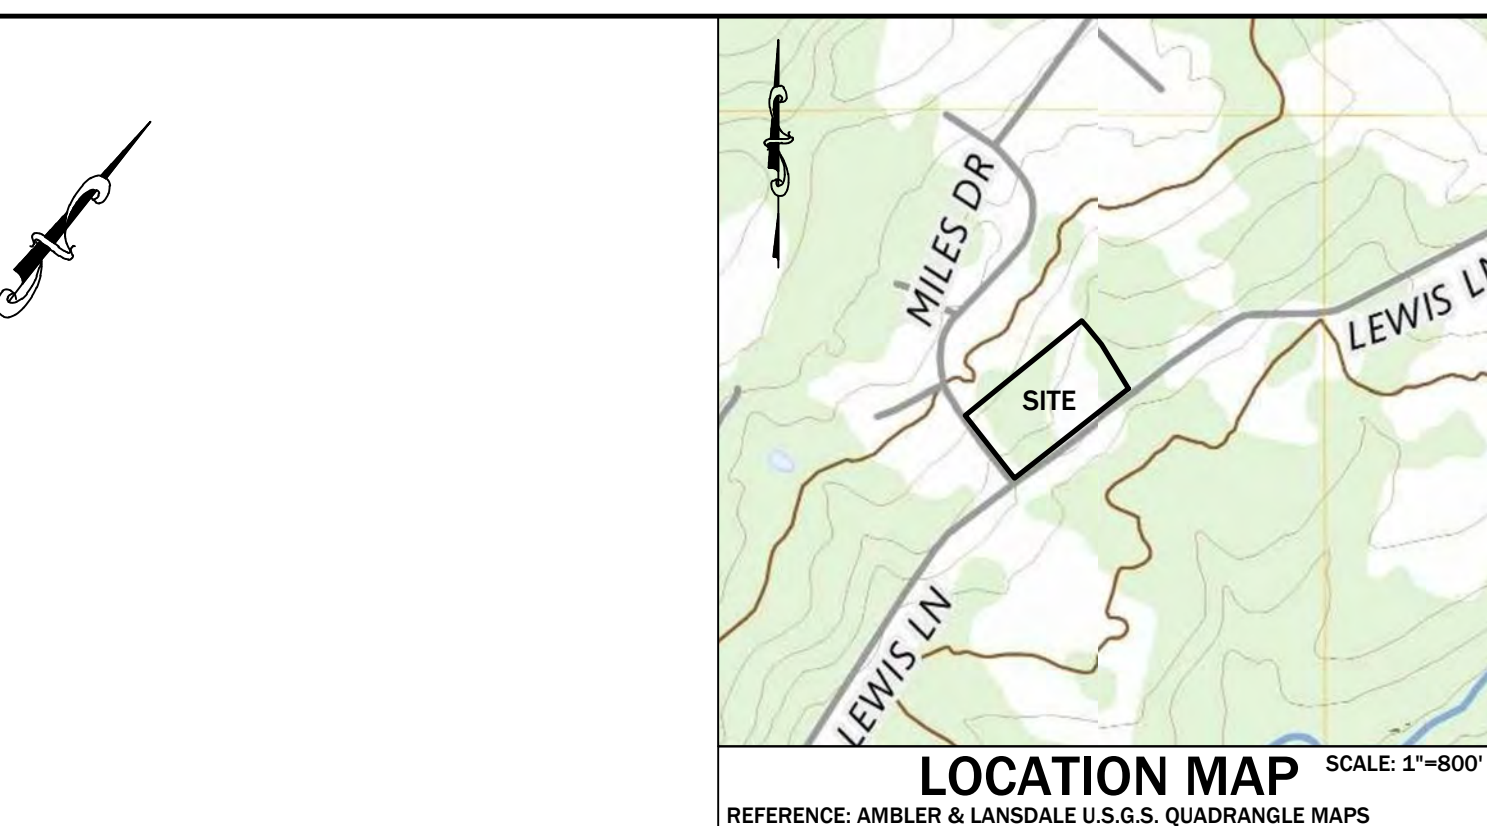 MILES DR
LEWIS LN
SITE
LEWIS LN
LOCATION MAP
SCALE: 1"=800'
REFERENCE: AMBLER & LANSDALE U.S.G.S. QUADRANGLE MAPS